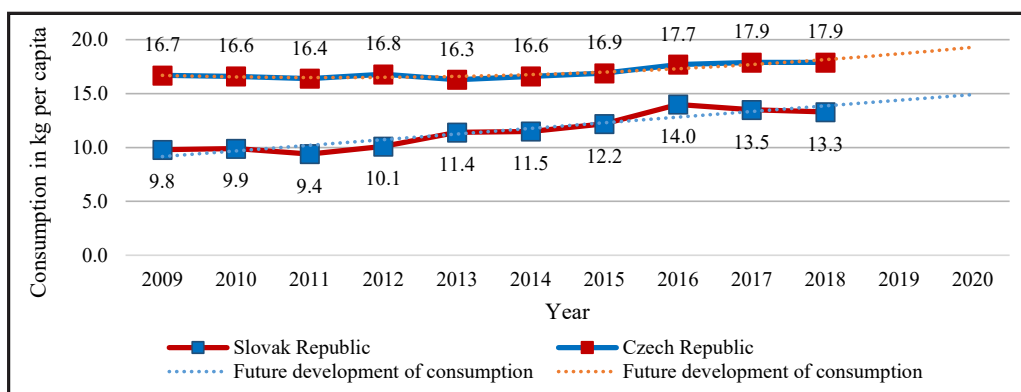 Consumption in kg per capita
20.0
15.0
10.0
5.0
0.0
16.7 16.6 16.4 16.8 16.3 16.6 16.9 17.7 17.9 17.9
9.8 9.9 9.4 10.1 11.4 11.5 12.2 14.0 13.5 13.3
2009 2010 2011 2012 2013 2014 2015 2016 2017 2018 2019 2020
Year
Slovak Republic Czech Republic
Future development of consumption Future development of consumption